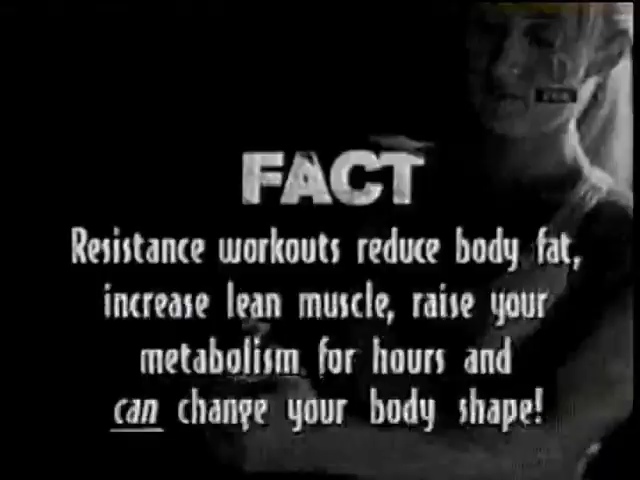 FACT
Resistance workouts reduce body fat,
increase lean muscle, raise your
metabolism for hours and
can change your body shape!